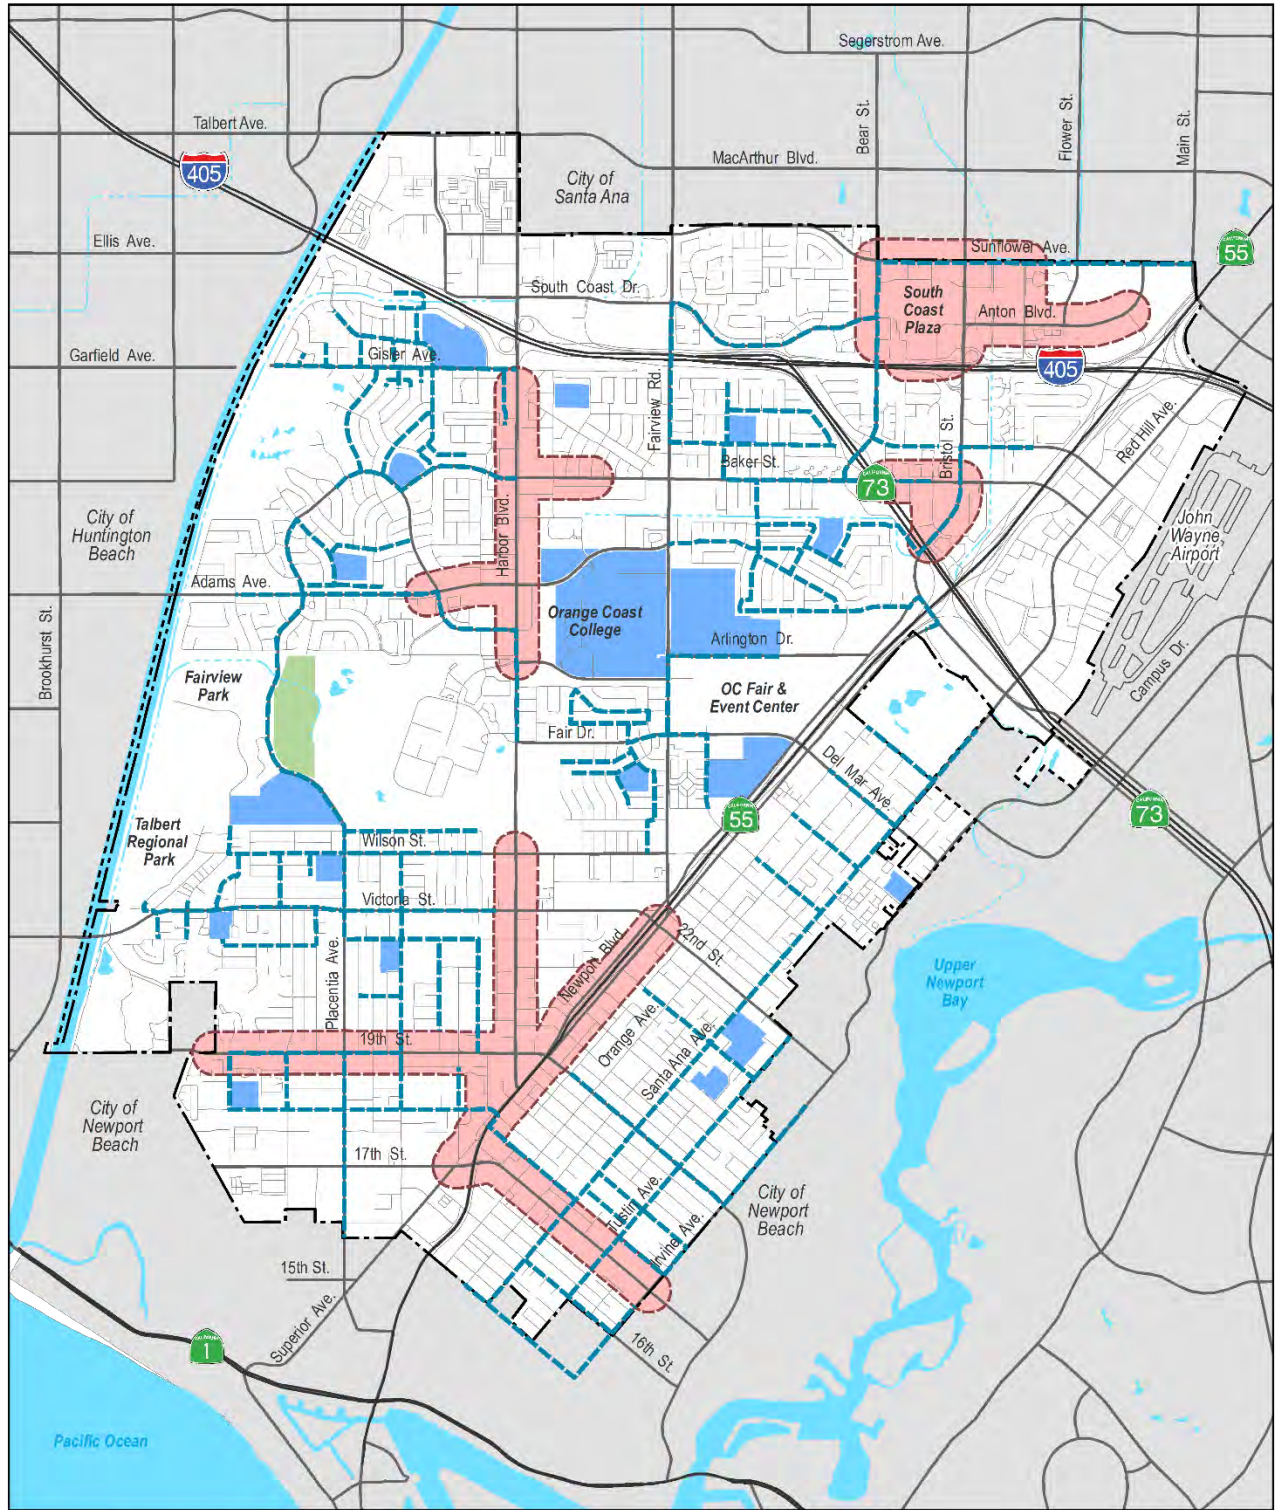 Segerstrom Ave.
Talbert Ave.
Bear St.
Flower St.
Main St.
MacArthur Blvd.
405
City of
Santa Ana
Ellis Ave.
Sunflower Ave.
55
South Coast Dr.
South
Coast
Plaza
Anton Blvd.
Garfield Ave.
Gisler Ave.
405
Fairview Rd.
Bristol St.
Red Hill Ave.
Baker St.
73
City of
Huntington
Beach
Harbor Blvd.
John
Wayne
Airport
Adams Ave.
Orange Coast
College
Arlington Dr.
Brookhurst St.
Fairview
Park
OC Fair &
Event Center
Campus Dr.
Fair Dr.
Del Mar Ave.
55
73
Talbert
Regional
Park
Wilson St.
Victoria St.
Placentia Ave.
Newport Blvd.
22nd St.
Upper
Newport
Bay
19th St.
Orange Ave.
Santa Ana Ave.
City of
Newport
Beach
17th St.
Tustin Ave.
Irvine Ave.
City of
Newport
Beach
15th St.
Superior Ave.
16th St.
1
Pacific Ocean